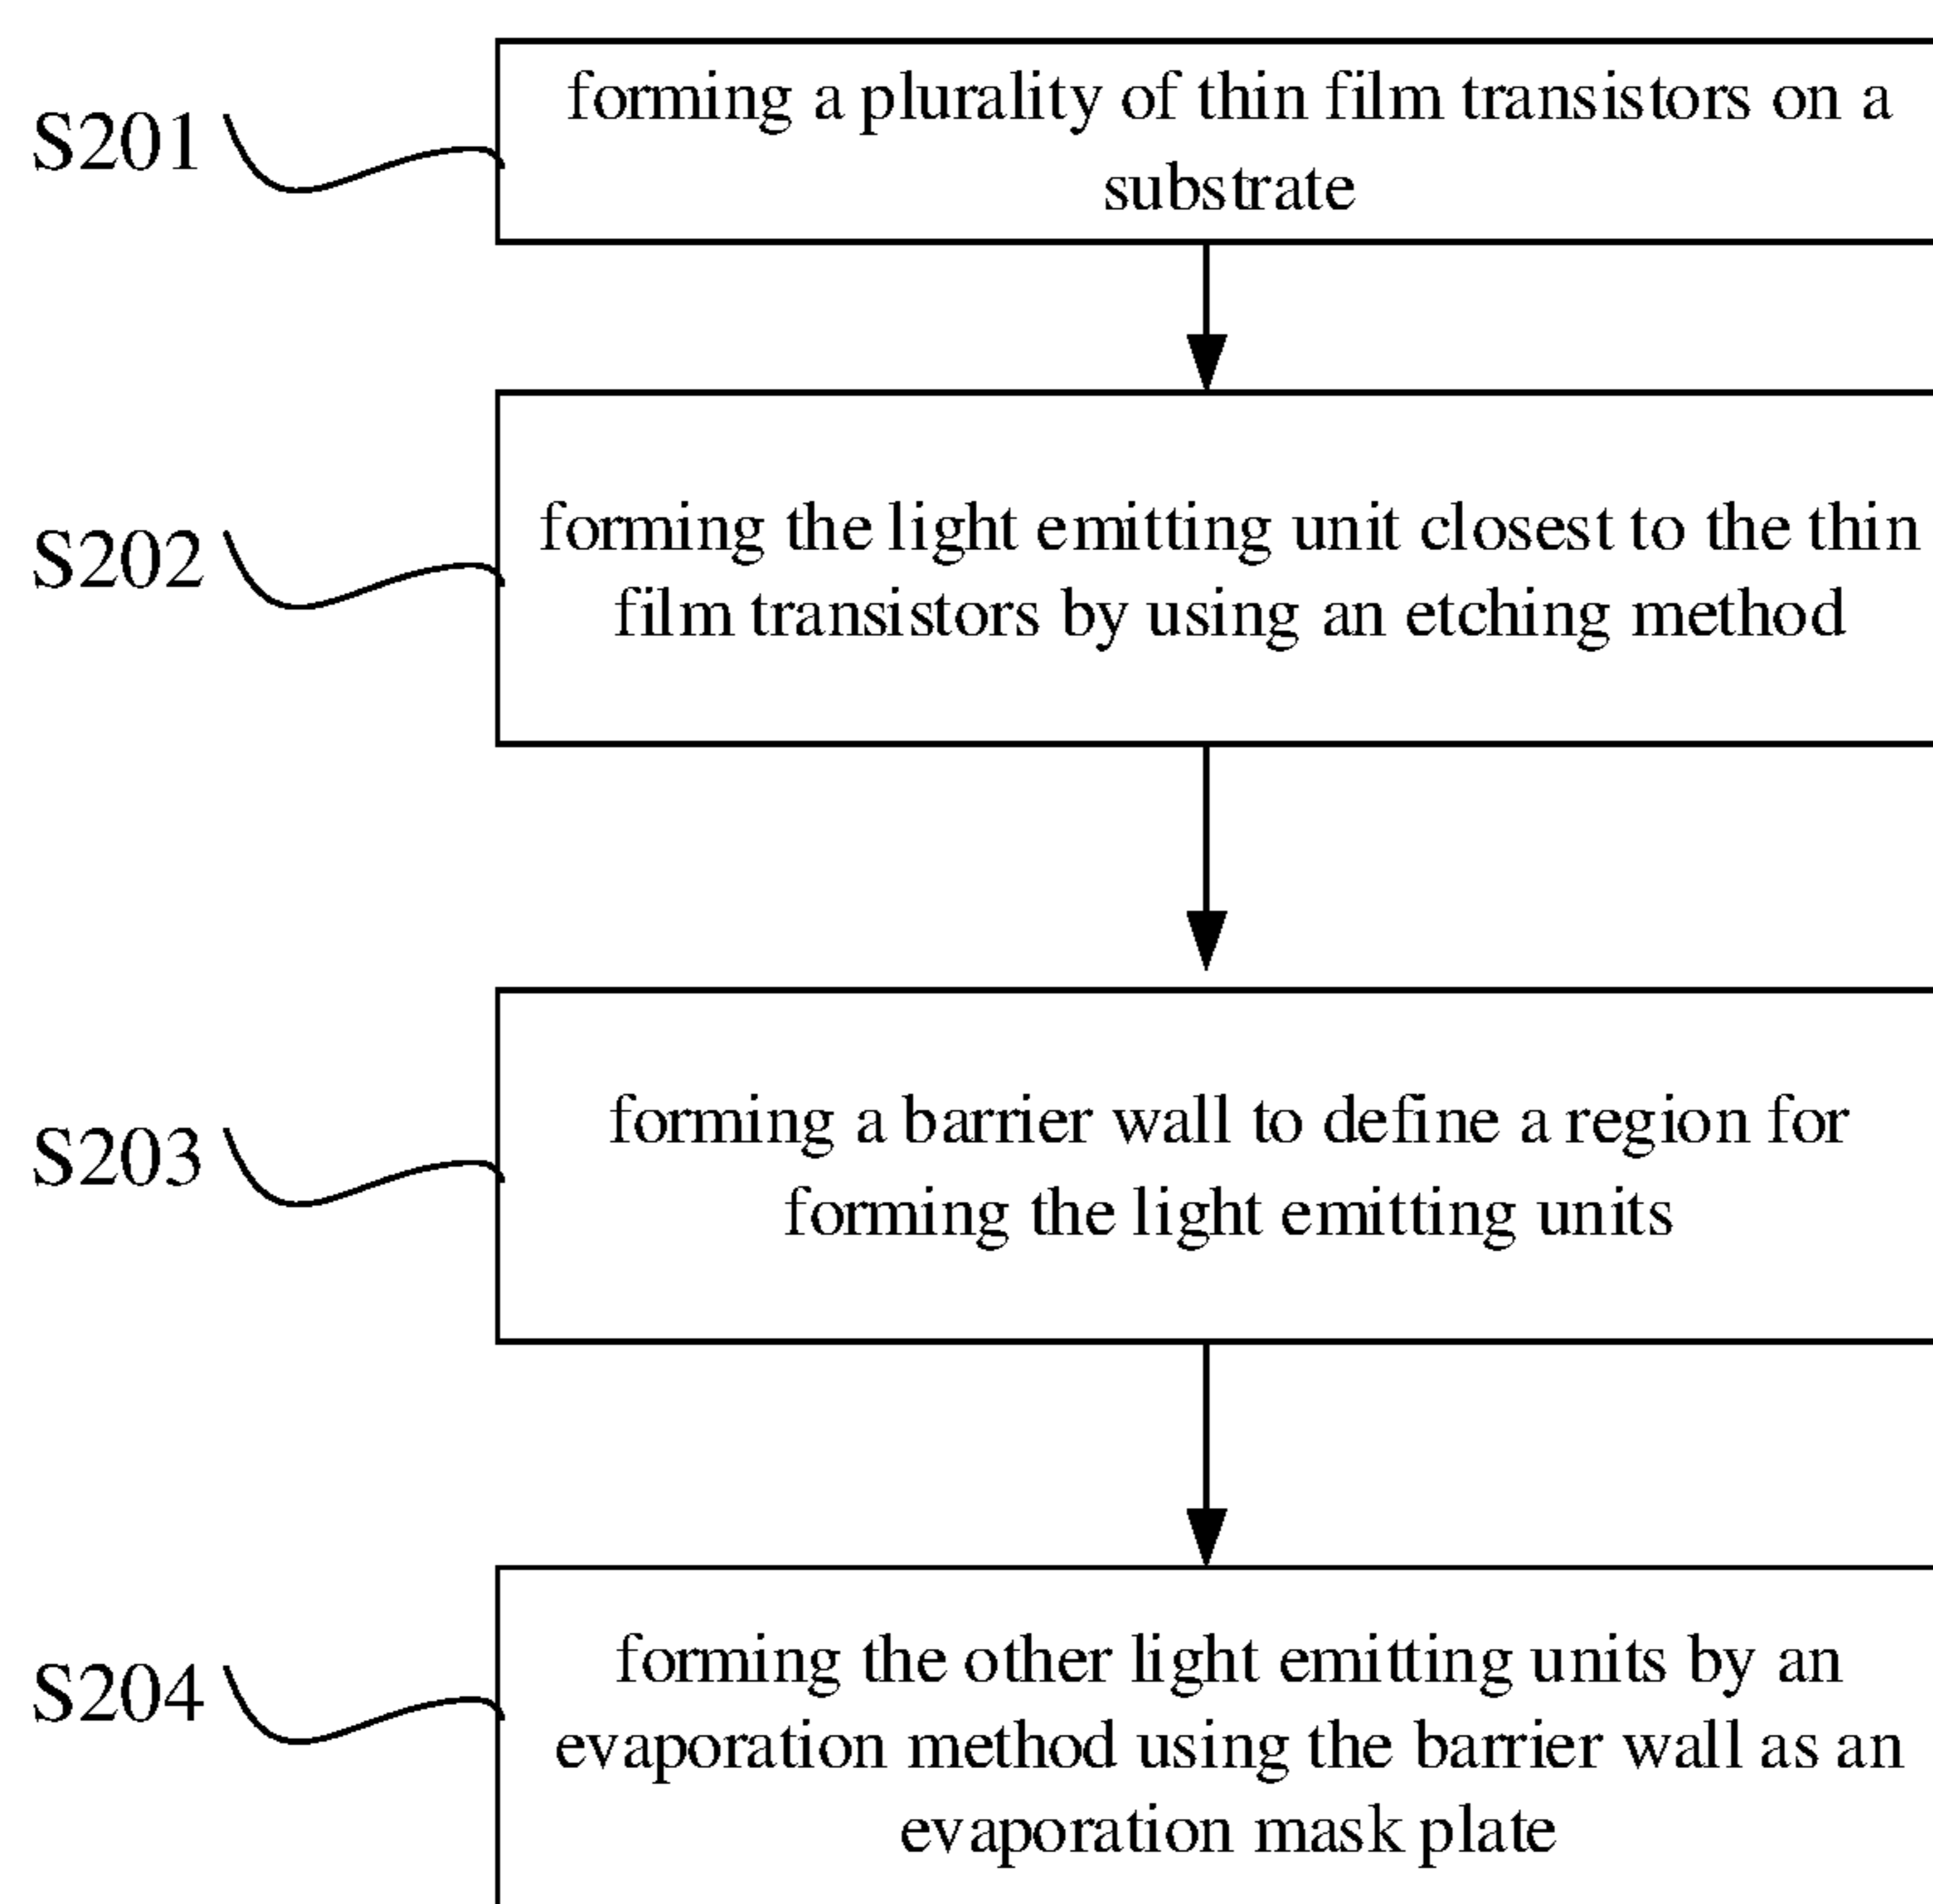 S201
forming a plurality of thin film transistors on a
substrate
S202
forming the light emitting unit closest to the thin
film transistors by using an etching method
S203
forming a barrier wall to define a region for
forming the light emitting units
S204
forming the other light emitting units by an
evaporation method using the barrier wall as an
evaporation mask plate